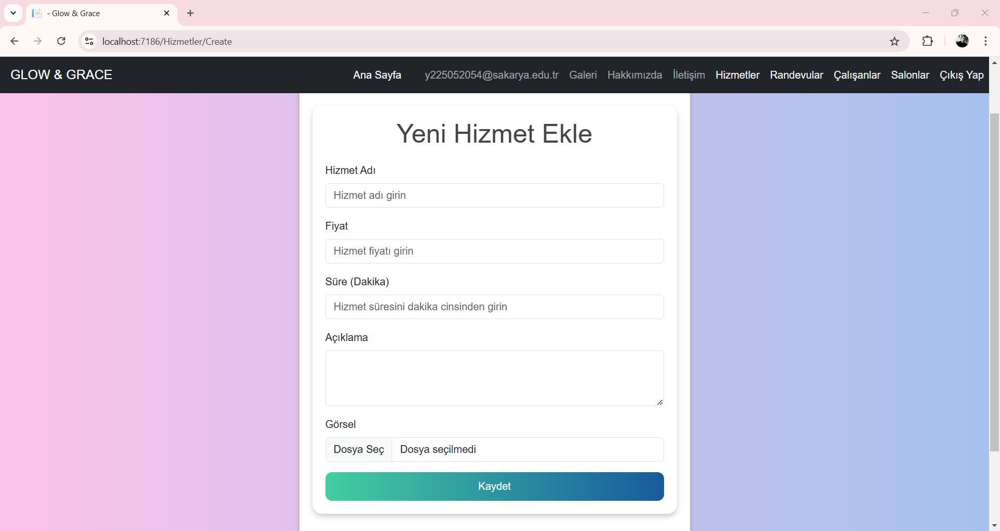 - Glow & Grace
localhost:7186/Hizmetler/Create
GLOW & GRACE
Ana Sayfa y225052054@sakarya.edu.tr Galeri Hakkımızda İletişim Hizmetler Randevular Çalışanlar Salonlar Çıkış Yap
Yeni Hizmet Ekle
Hizmet Adı
Hizmet adı girin
Fiyat
Hizmet fiyatı girin
Süre (Dakika)
Hizmet süresini dakika cinsinden girin
Açıklama
Görsel
Dosya Seç Dosya seçilmedi
Kaydet